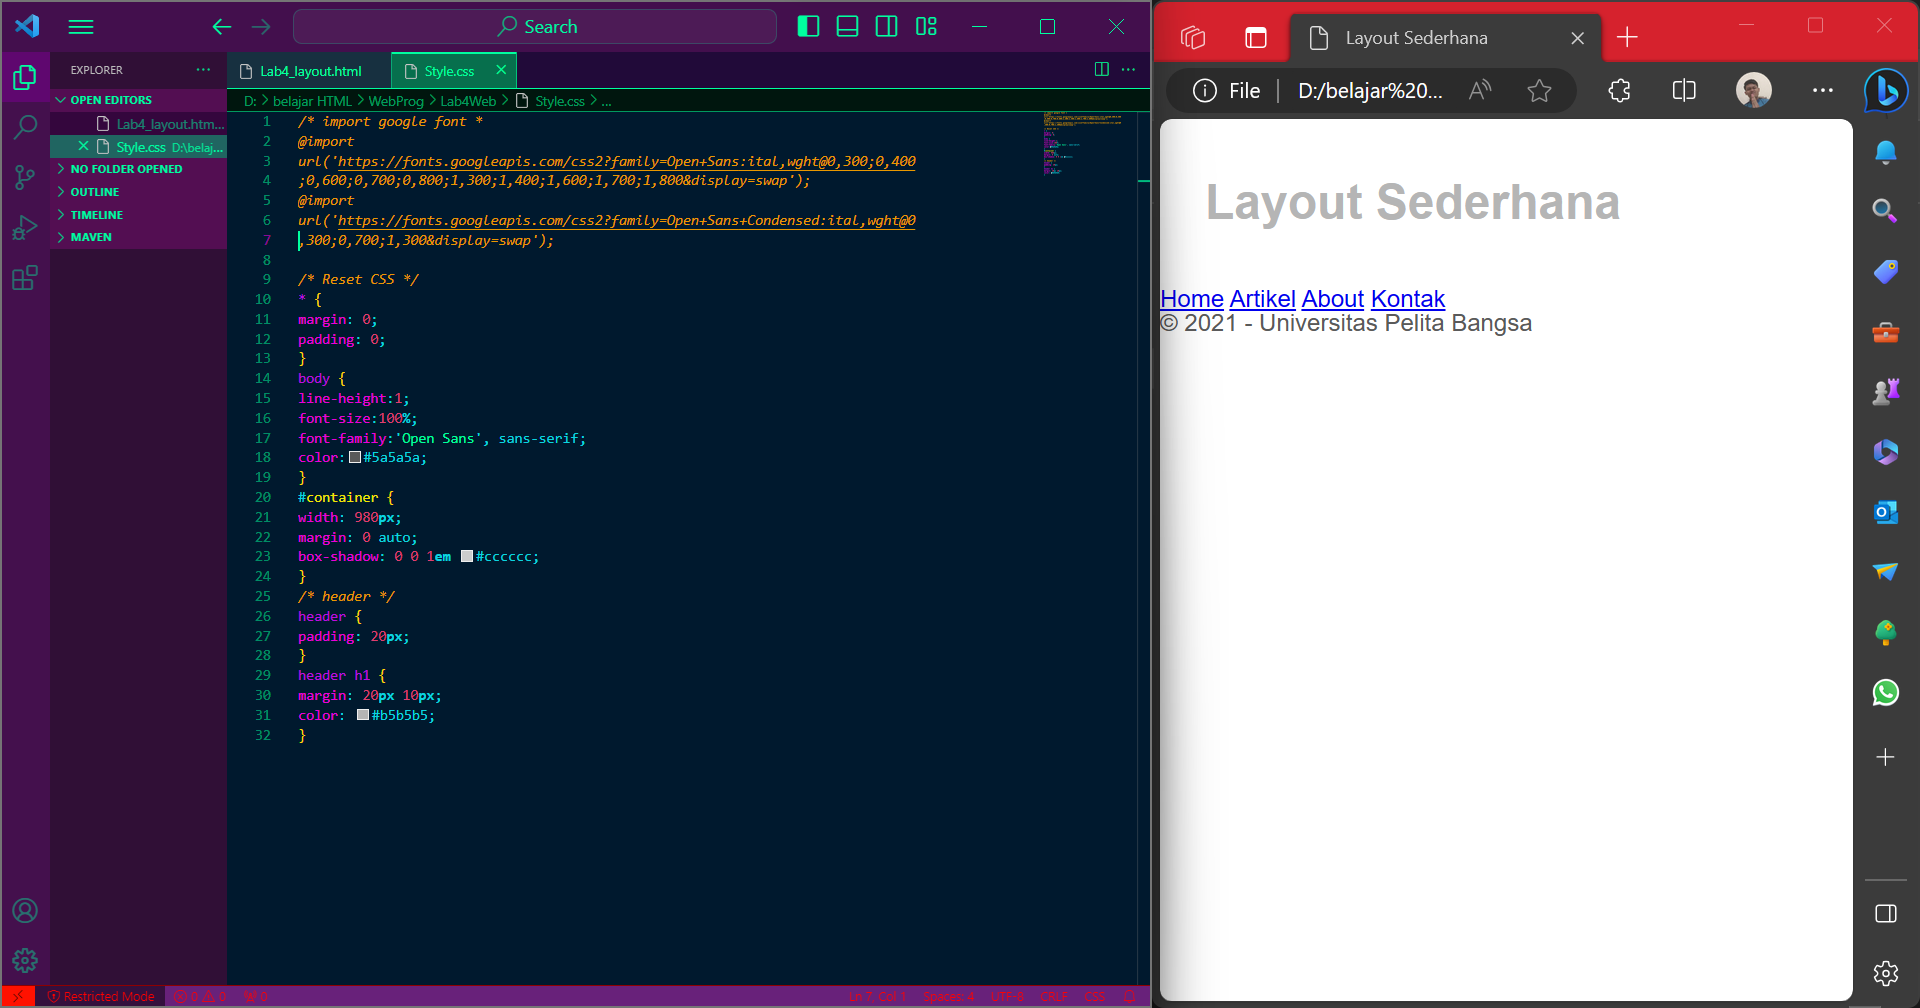 Search
EXPLORER
OPEN EDITORS
Lab4_layout.htm...
Style.css D:\belaj...
NO FOLDER OPENED
OUTLINE
TIMELINE
MAVEN
Lab4_layout.html
Style.css
D: > belajar HTML > WebProg > Lab4Web > Style.css > ...
1 /* import google font *
2 @import
3 url('https://fonts.googleapis.com/css2?family=Open+Sans:ital,wght@0,300;0,400
4 ;0,600;0,700;0,800;1,300;1,400;1,600;1,700;1,800&display=swap');
5 @import
6 url('https://fonts.googleapis.com/css2?family=Open+Sans+Condensed:ital,wght@0
7 ,300;0,700;1,300&display=swap');
8
9 /* Reset CSS */
10 * {
11 margin: 0;
12 padding: 0;
13 }
14 body {
15 line-height:1;
16 font-size:100%;
17 font-family:'Open Sans', sans-serif;
18 color:#5a5a5a;
19 }
20 #container {
21 width: 980px;
22 margin: 0 auto;
23 box-shadow: 0 0 1em #cccccc;
24 }
25 /* header */
26 header {
27 padding: 20px;
28 }
29 header h1 {
30 margin: 20px 10px;
31 color: #b5b5b5;
32 }
Restricted Mode
0 0
0
Ln 7, Col 1
Spaces: 4
UTF-8
CRLF
CSS
Layout Sederhana
File
D:/belajar%20...
Layout Sederhana
Home Artikel About Kontak
© 2021 - Universitas Pelita Bangsa